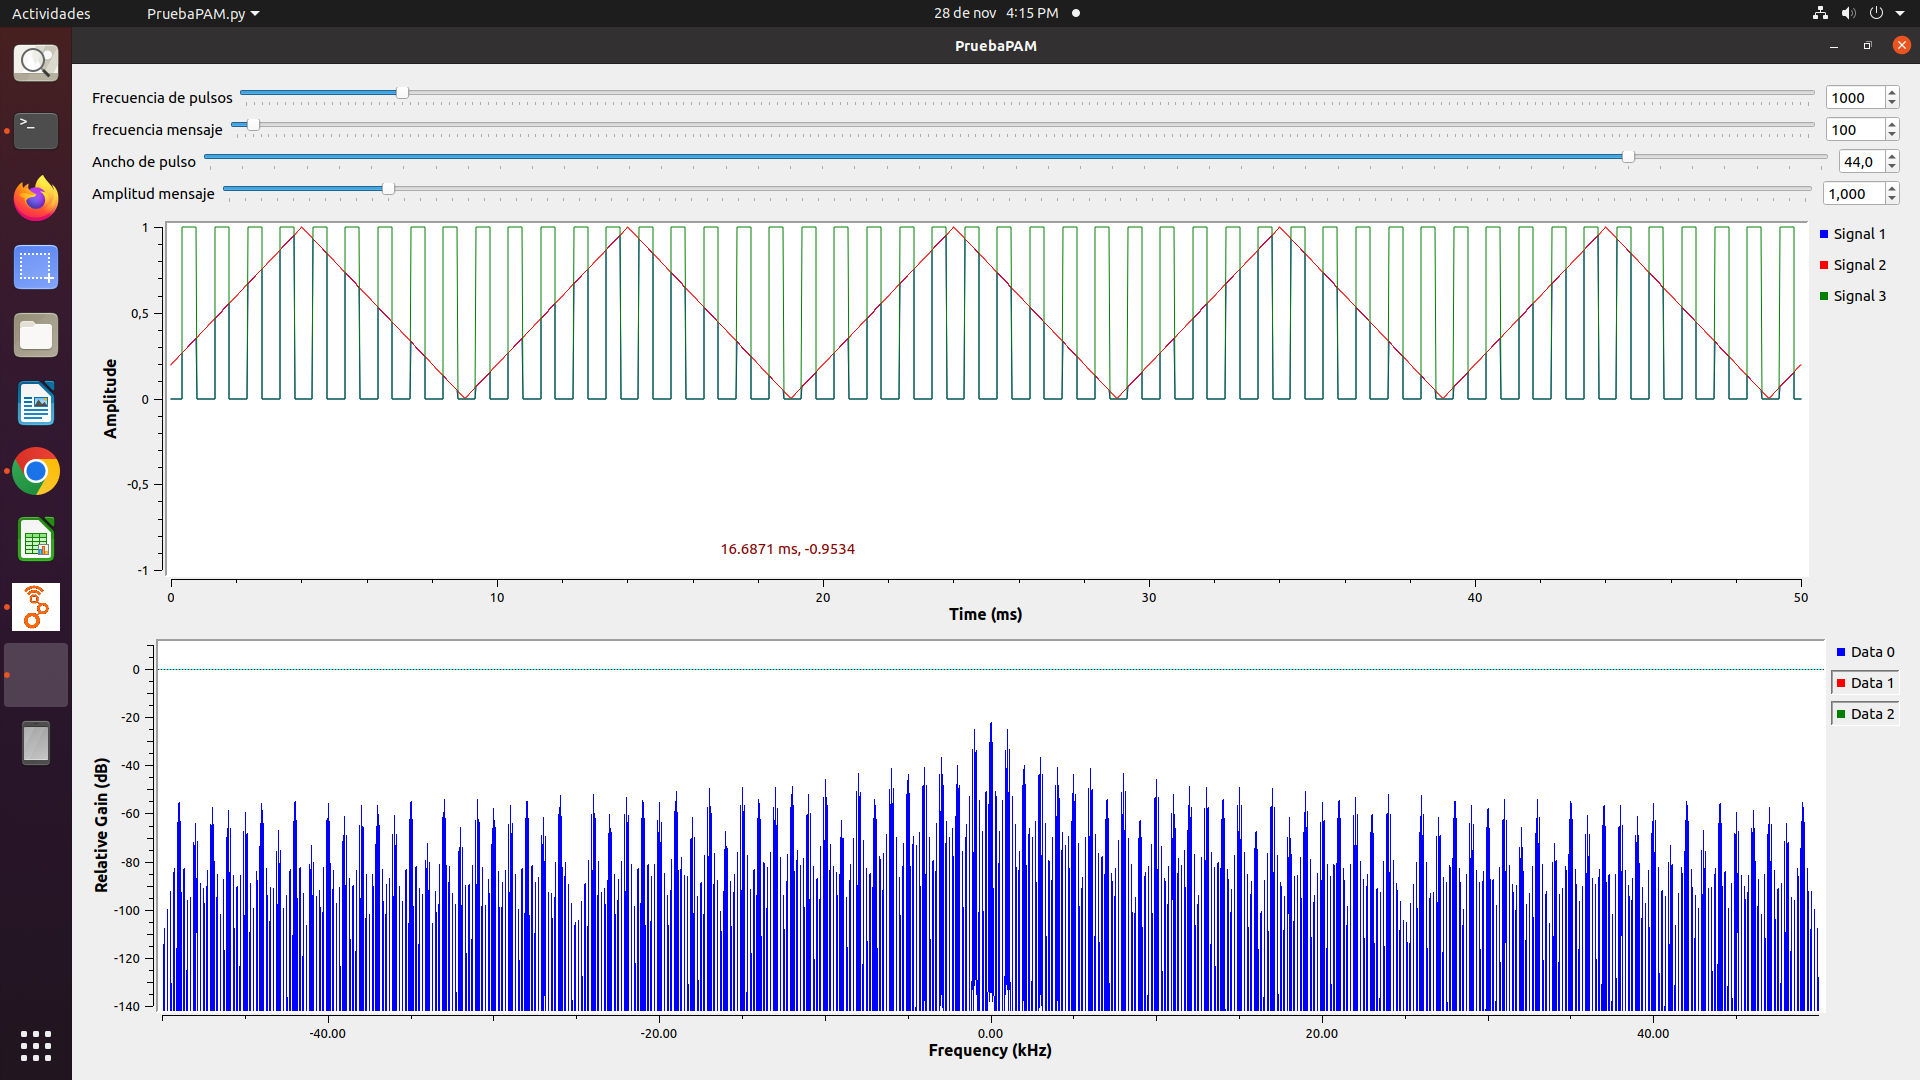 Actividades PruebaPAM.py 28 de nov 4:15 PM
PruebaPAM
Frecuencia de pulsos 1000
frecuencia mensaje 100
Ancho de pulso 44,0
Amplitud mensaje 1,000
1
0,5
0
-0,5
-1
Amplitude
16.6871 ms, -0.9534
0 10 20 30 40 50
Time (ms)
Signal 1
Signal 2
Signal 3
0
-20
-40
-60
-80
-100
-120
-140
Relative Gain (dB)
-40.00 -20.00 0.00 20.00 40.00
Frequency (kHz)
Data 0
Data 1
Data 2
>_